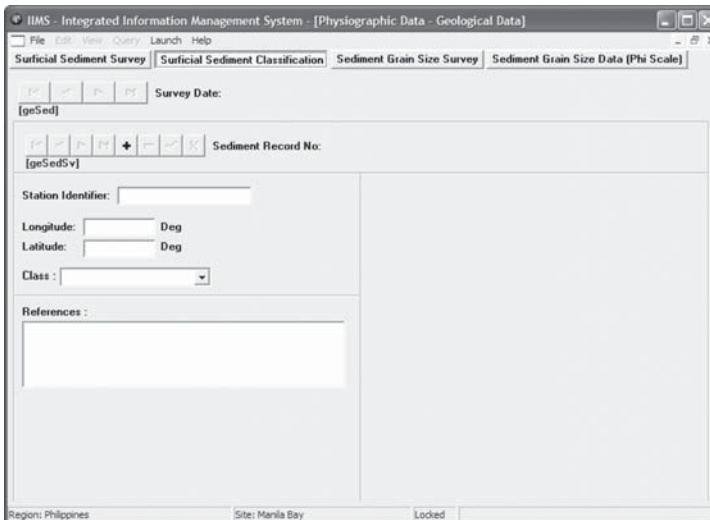 IIMS - Integrated Information Management System - [Physiographic Data - Geological Data]
File Edit View Query Launch Help
Surficial Sediment Survey Surficial Sediment Classification Sediment Grain Size Survey Sediment Grain Size Data (Phi Scale)
Survey Date:
[geSed]
Sediment Record No:
[geSedSv]
Station Identifier:
Longitude: Deg
Latitude: Deg
Class :
References :
Region: Philippines Site: Manila Bay Locked